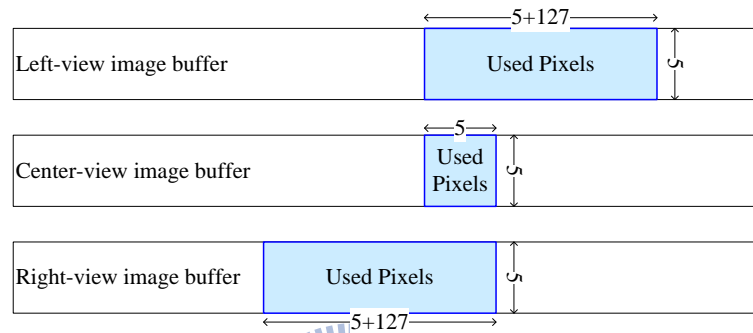 5+127
Left-view image buffer
Used Pixels
5
5
Center-view image buffer
Used
Pixels
5
Right-view image buffer
Used Pixels
5
5+127